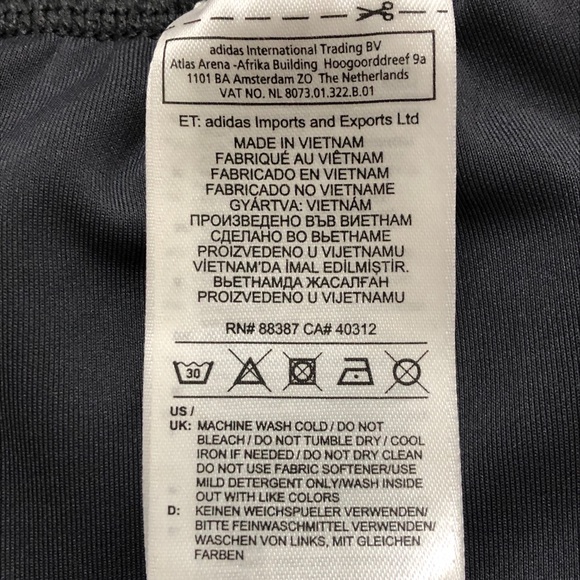 adidas International Trading BV
Atlas Arena -Afrika Building Hoogoorddreef 9a
1101 BA Amsterdam ZO The Netherlands
VAT NO. NL 8073.01.322.B.01
ET: adidas Imports and Exports Ltd
MADE IN VIETNAM
FABRIQUÉ AU VIÊTNAM
FABRICADO EN VIETNAM
FABRICADO NO VIETNAME
GYÁRTVA: VIETNÁM
ПРОИЗВЕДЕНО ВЪВ ВИЕТНАМ
СДЕЛАНО ВО ВЬЕТНАМЕ
PROIZVEDENO U VIJETNAMU
VİETNAM'DA İMAL EDİLMİŞTİR.
ВЬЕТНАМДА ЖАСАЛҒАН
PROIZVEDENO U VIJETNAMU
RN# 88387 CA# 40312
30
US /
UK: MACHINE WASH COLD / DO NOT
BLEACH / DO NOT TUMBLE DRY / COOL
IRON IF NEEDED / DO NOT DRY CLEAN
DO NOT USE FABRIC SOFTENER/USE
MILD DETERGENT ONLY/WASH INSIDE
OUT WITH LIKE COLORS
D: KEINEN WEICHSPUELER VERWENDEN/
BITTE FEINWASCHMITTEL VERWENDEN/
WASCHEN VON LINKS, MIT GLEICHEN
FARBEN